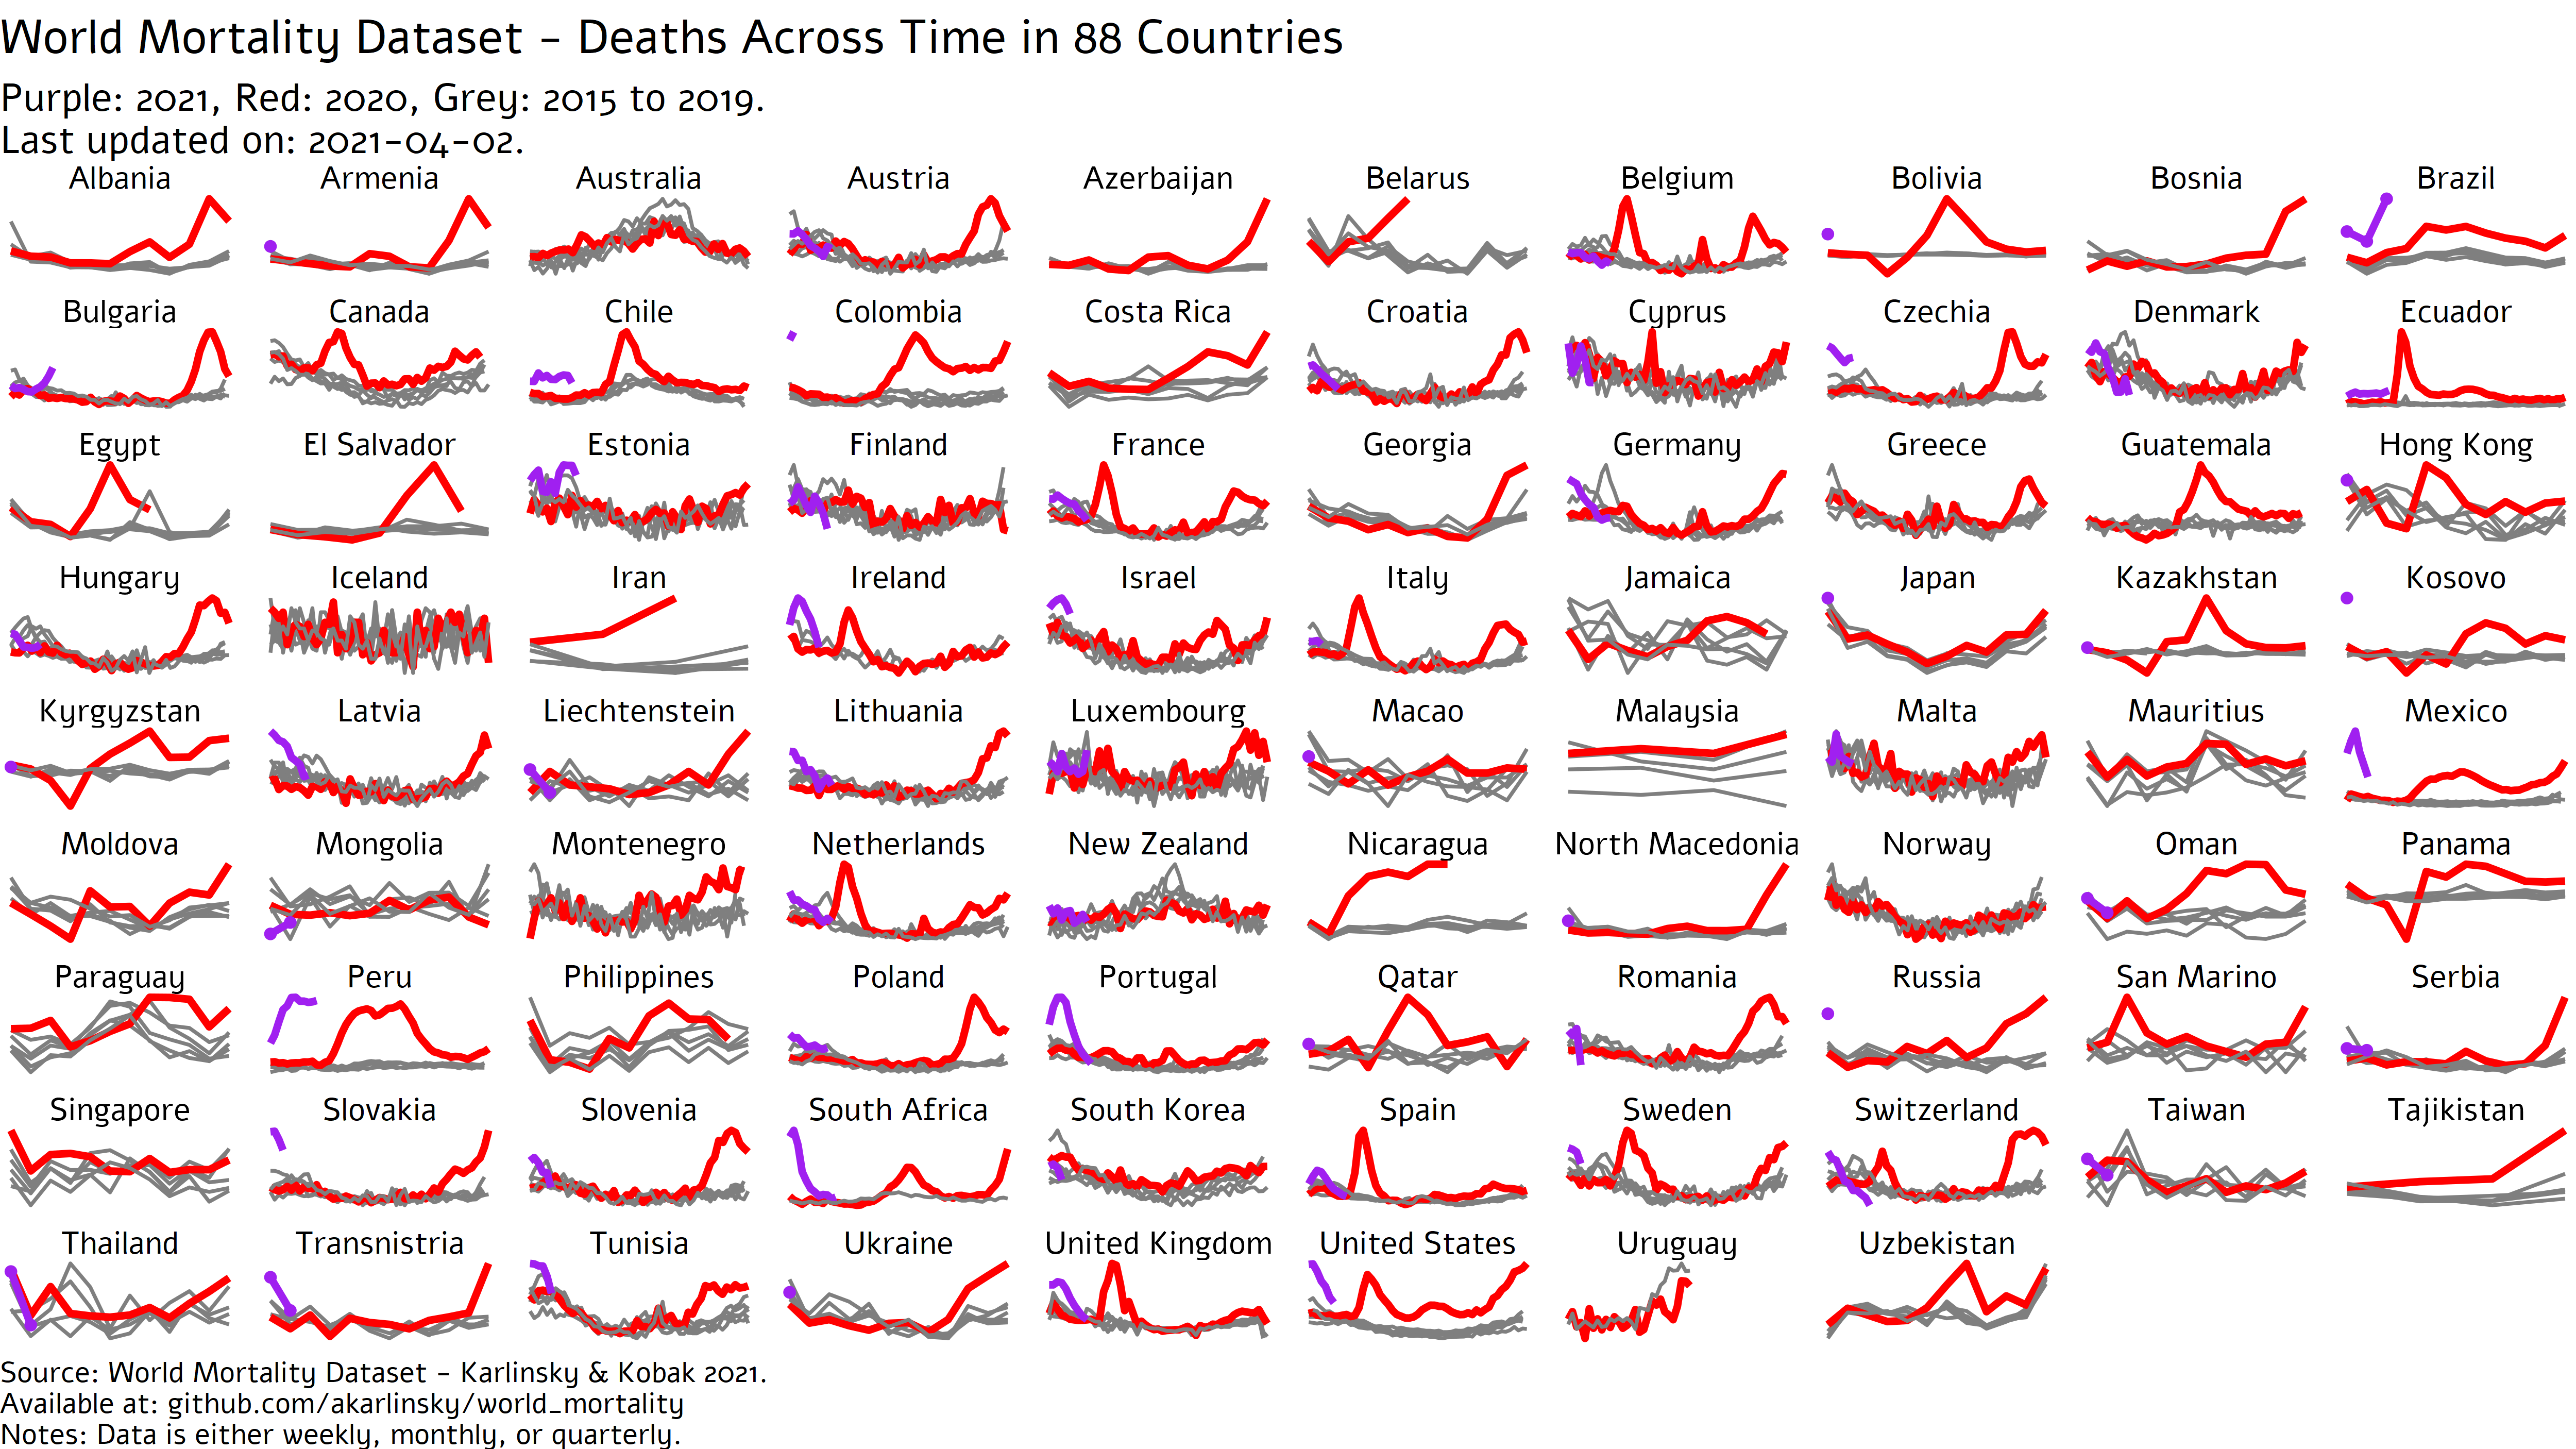 World Mortality Dataset - Deaths Across Time in 88 Countries
Purple: 2021, Red: 2020, Grey: 2015 to 2019.
Last updated on: 2021-04-02.
Albania Armenia Australia Austria Azerbaijan Belarus Belgium Bolivia Bosnia Brazil
Bulgaria Canada Chile Colombia Costa Rica Croatia Cyprus Czechia Denmark Ecuador
Egypt El Salvador Estonia Finland France Georgia Germany Greece Guatemala Hong Kong
Hungary Iceland Iran Ireland Israel Italy Jamaica Japan Kazakhstan Kosovo
Kyrgyzstan Latvia Liechtenstein Lithuania Luxembourg Macao Malaysia Malta Mauritius Mexico
Moldova Mongolia Montenegro Netherlands New Zealand Nicaragua North Macedonia Norway Oman Panama
Paraguay Peru Philippines Poland Portugal Qatar Romania Russia San Marino Serbia
Singapore Slovakia Slovenia South Africa South Korea Spain Sweden Switzerland Taiwan Tajikistan
Thailand Transnistria Tunisia Ukraine United Kingdom United States Uruguay Uzbekistan
Source: World Mortality Dataset - Karlinsky & Kobak 2021.
Available at: github.com/akarlinsky/world_mortality
Notes: Data is either weekly, monthly, or quarterly.